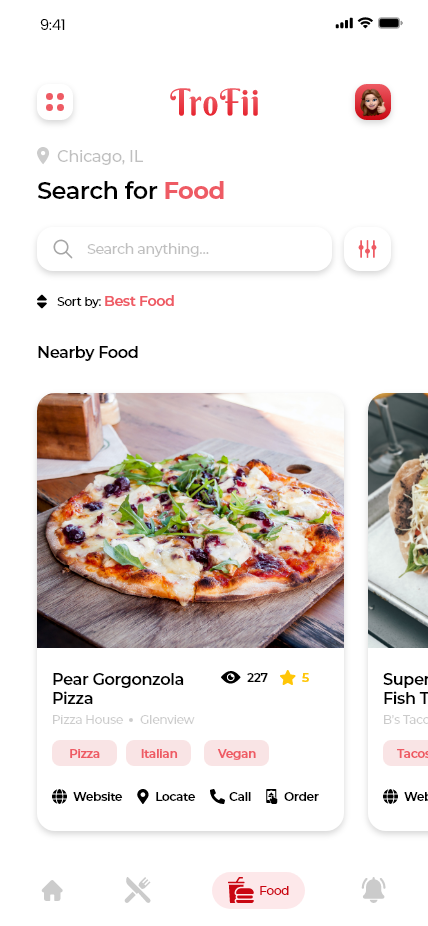 9:41
TroFii
Chicago, IL
Search for Food
Search anything...
Sort by: Best Food
Nearby Food
Pear Gorgonzola
Pizza
227
5
Pizza House • Glenview
Pizza
Italian
Vegan
Website
Locate
Call
Order
Super
Fish T
B's Taco
Tacos
Web
Food